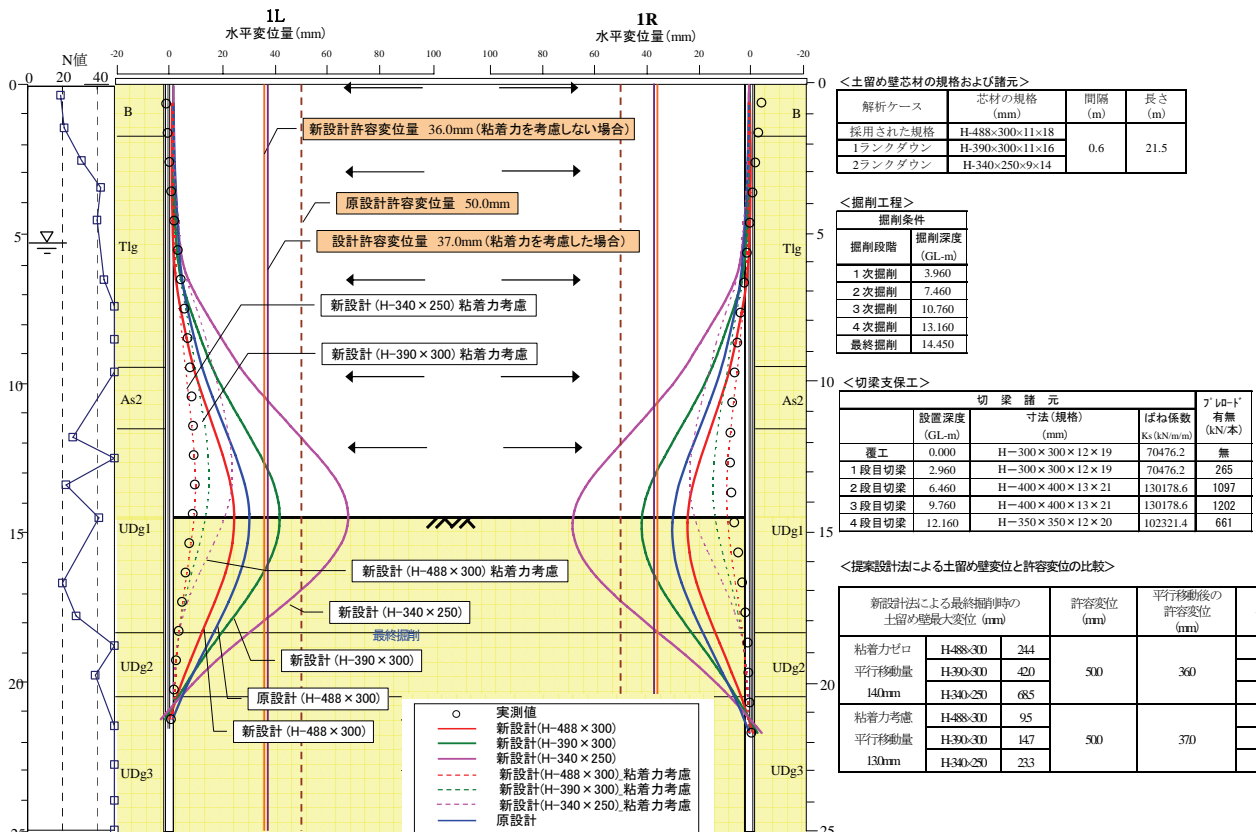 1L
水平変位量(mm)
1R
水平変位量(mm)
N値
0 20 40
-20 0 20 40 60 80 100
100 80 60 40 20 0 -20
0
5
10
15
20
25
0
5
10
15
20
25
B
Tlg
As2
UDg1
UDg2
UDg3
B
Tlg
As2
UDg1
UDg2
UDg3
新設計許容変位量 36.0mm(粘着力を考慮しない場合)
原設計許容変位量 50.0mm
設計許容変位量 37.0mm(粘着力を考慮した場合)
新設計(H-340×250)粘着力考慮
新設計(H-390×300)粘着力考慮
新設計(H-488×300)粘着力考慮
新設計(H-340×250)
最終掘削
新設計(H-390×300)
原設計(H-488×300)
新設計(H-488×300)
実測値
新設計(H-488×300)
新設計(H-390×300)
新設計(H-340×250)
新設計(H-488×300)_粘着力考慮
新設計(H-390×300)_粘着力考慮
新設計(H-340×250)_粘着力考慮
原設計
<土留め壁芯材の規格および諸元>
解析ケース 芯材の規格 (mm) 間隔 (m) 長さ (m)
採用された規格 H-488×300×11×18 0.6 21.5
1ランクダウン H-390×300×11×16
2ランクダウン H-340×250×9×14
<掘削工程>
掘削条件
掘削段階 掘削深度 (GL-m)
1次掘削 3.960
2次掘削 7.460
3次掘削 10.760
4次掘削 13.160
最終掘削 14.450
<切梁支保工>
切梁諸元 プレロード 有無 (kN/本)
設置深度 (GL-m) 寸法(規格) (mm) ばね係数 Ks(kN/m/m)
覆工 0.000 H-300×300×12×19 70476.2 無
1段目切梁 2.960 H-300×300×12×19 70476.2 265
2段目切梁 6.460 H-400×400×13×21 130178.6 1097
3段目切梁 9.760 H-400×400×13×21 130178.6 1202
4段目切梁 12.160 H-350×350×12×20 102321.4 661
<提案設計法による土留め壁変位と許容変位の比較>
新設計法による最終掘削時の 土留め壁最大変位 (mm) 許容変位 (mm) 平行移動後の 許容変位 (mm)
粘着力ゼロ H-488×300 24.4
平行移動量 H-390×300 42.0 50.0 36.0
14.0mm H-340×250 68.5
粘着力考慮 H-488×300 9.5
平行移動量 H-390×300 14.7 50.0 37.0
13.0mm H-340×250 23.3